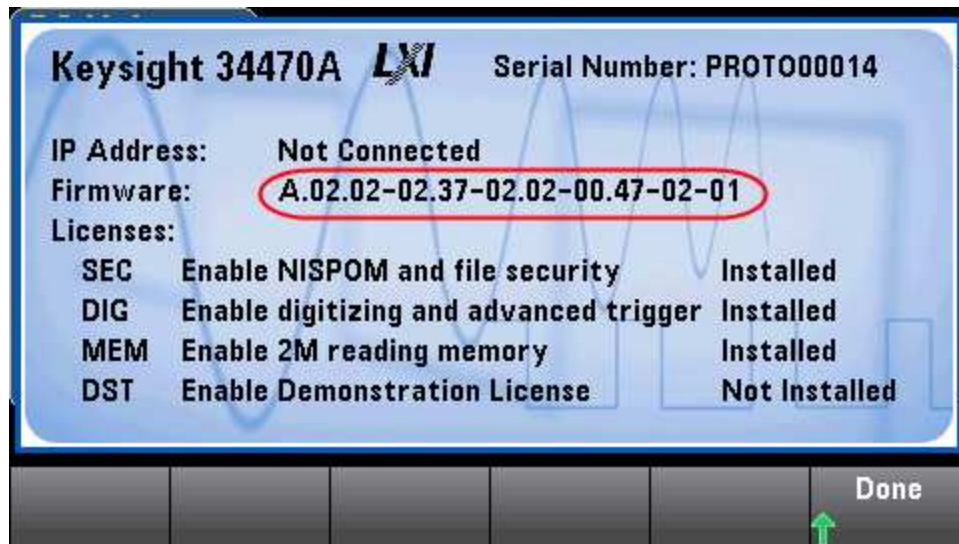 Keysight 34470A LXI Serial Number: PROTO00014
IP Address: Not Connected
Firmware: A.02.02-02.37-02.02-00.47-02-01
Licenses:
SEC Enable NISPOM and file security Installed
DIG Enable digitizing and advanced trigger Installed
MEM Enable 2M reading memory Installed
DST Enable Demonstration License Not Installed
Done